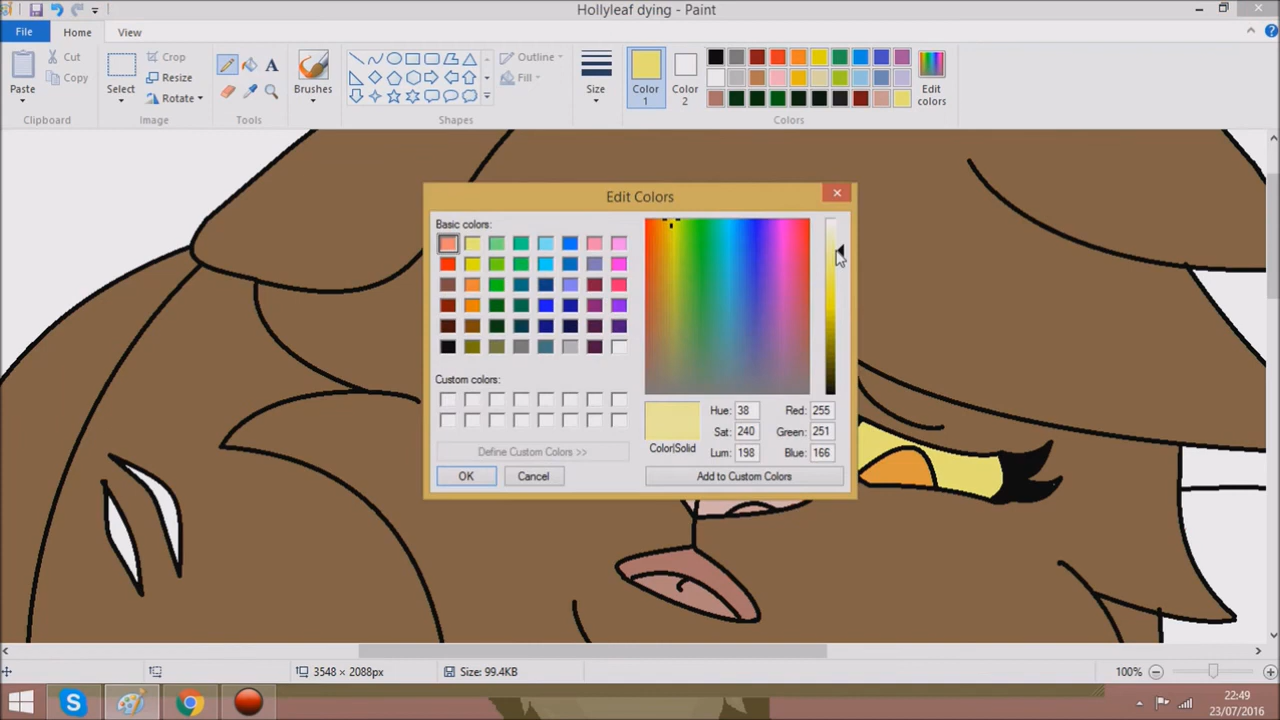 Hollyleaf dying - Paint
File
Home
View
Paste
Cut
Copy
Clipboard
Select
Crop
Resize
Rotate
Image
A
Tools
Brushes
Outline
Fill
Shapes
Size
Color
1
Color
2
Edit
colors
Colors
Edit Colors
Basic colors:
Custom colors:
Define Custom Colors >>
OK
Cancel
Color|Solid
Hue: 38
Sat: 240
Lum: 198
Red: 255
Green: 251
Blue: 166
Add to Custom Colors
3548 × 2088px
Size: 99.4KB
100%
22:49
23/07/2016